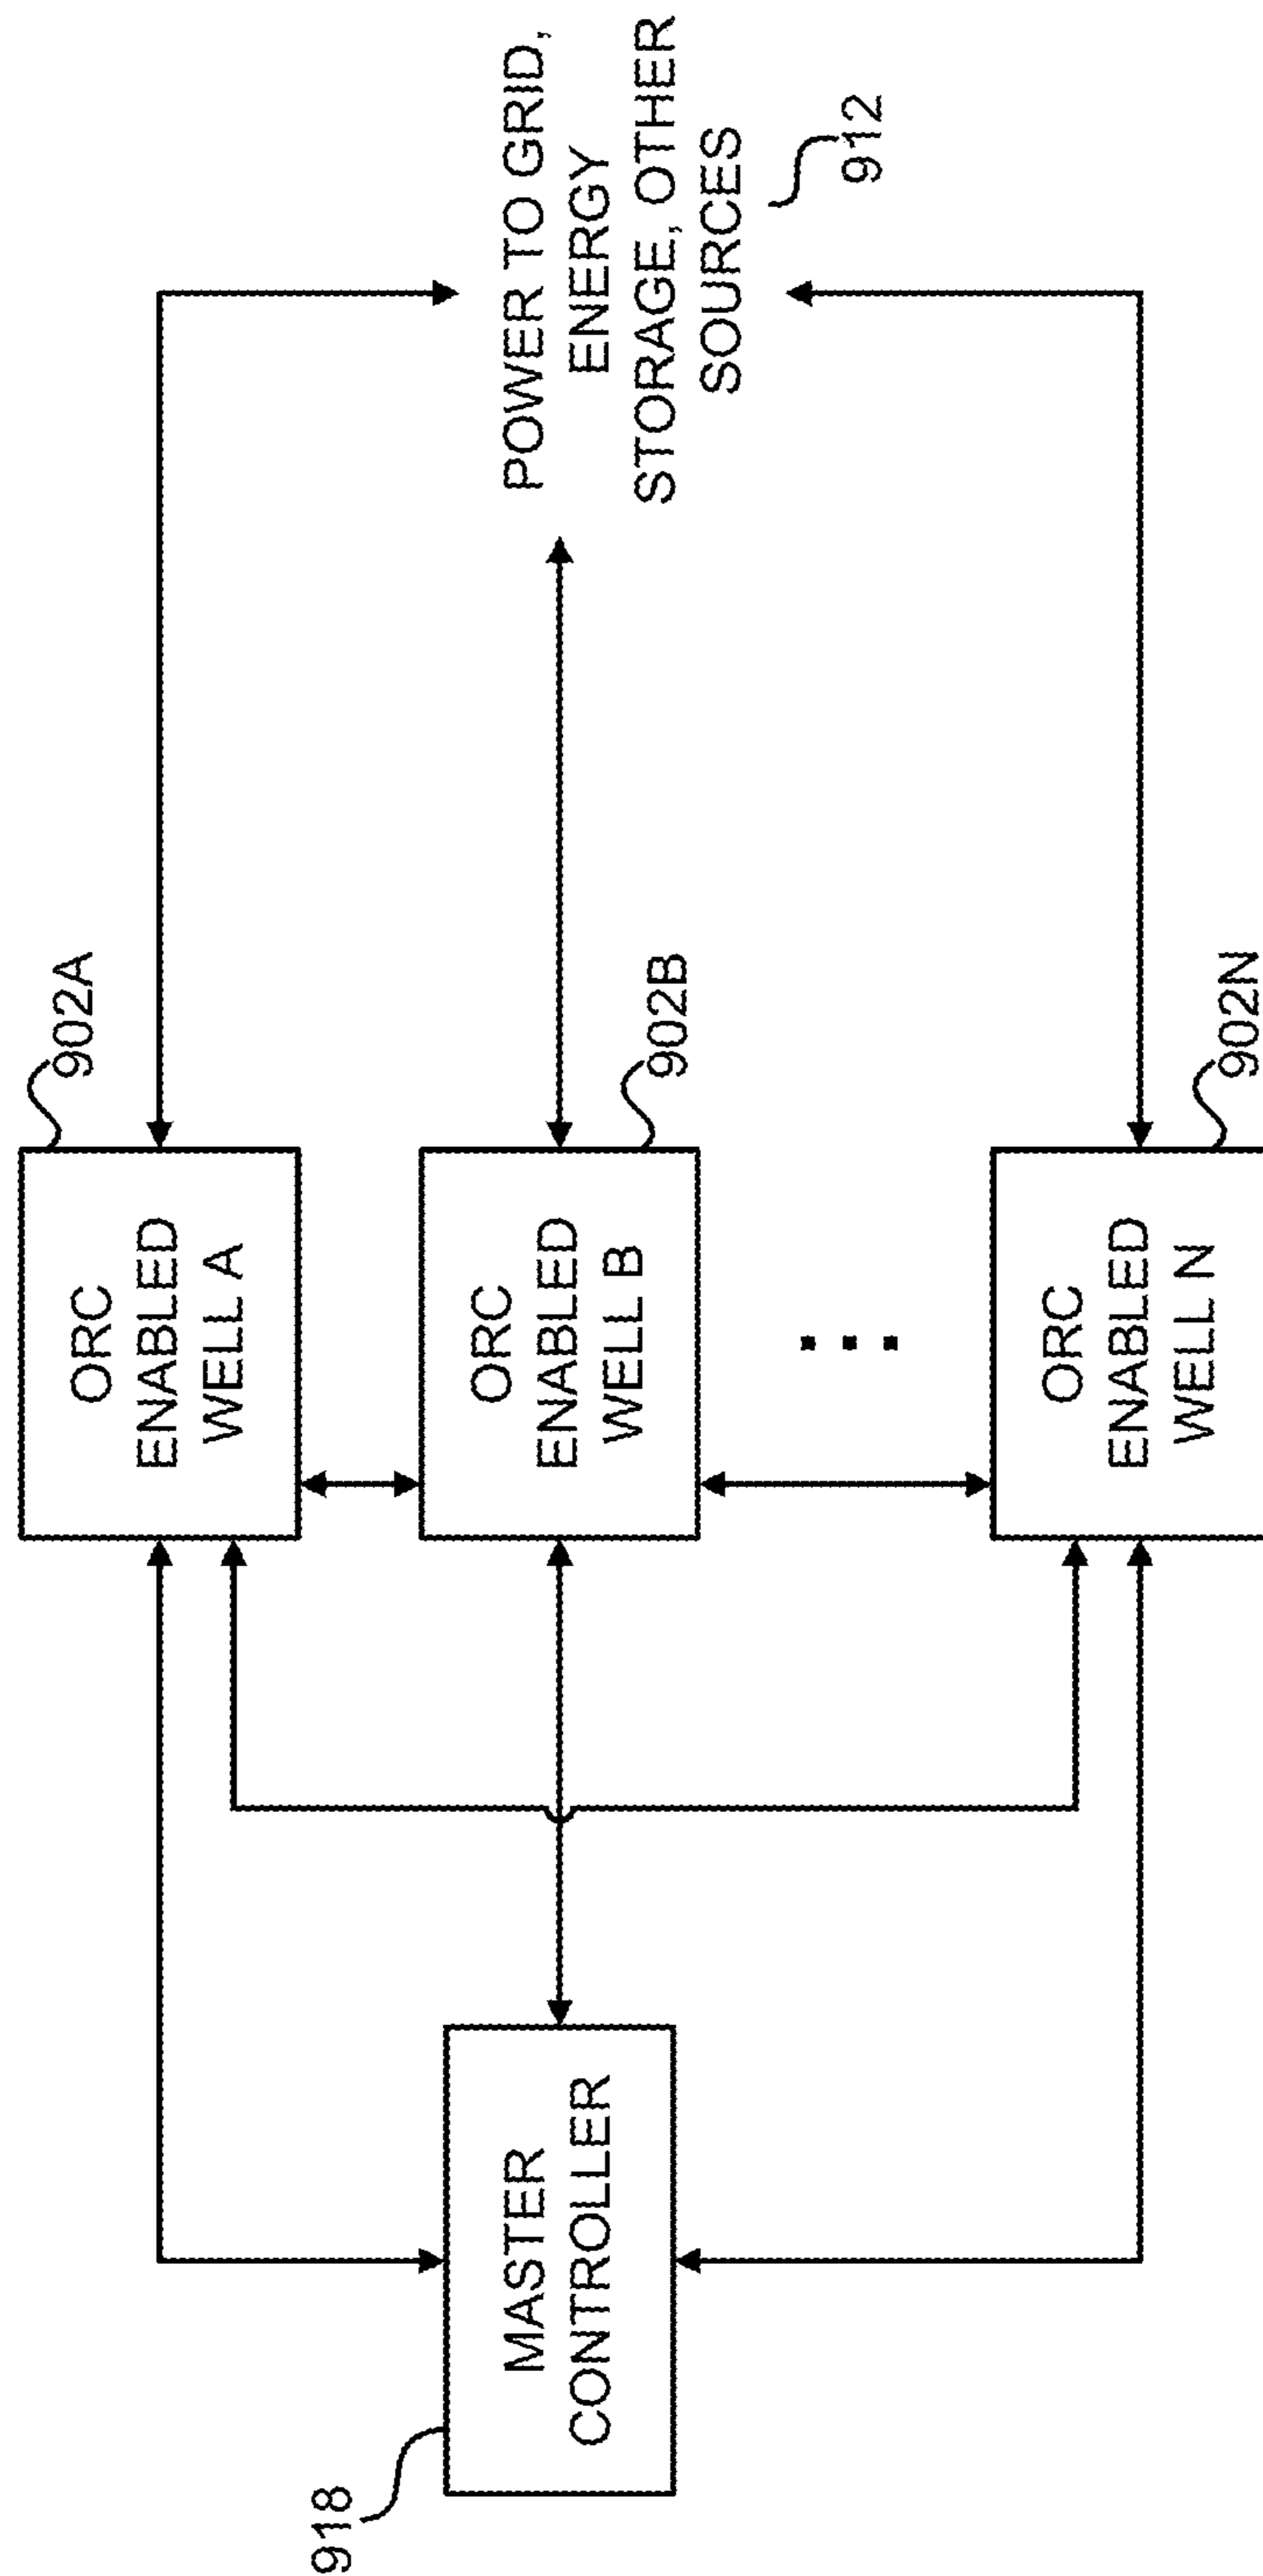 902A
ORC
ENABLED
WELL A
918
MASTER
CONTROLLER
902B
ORC
ENABLED
WELL B
POWER TO GRID,
ENERGY
STORAGE, OTHER
SOURCES
912
902N
ORC
ENABLED
WELL N